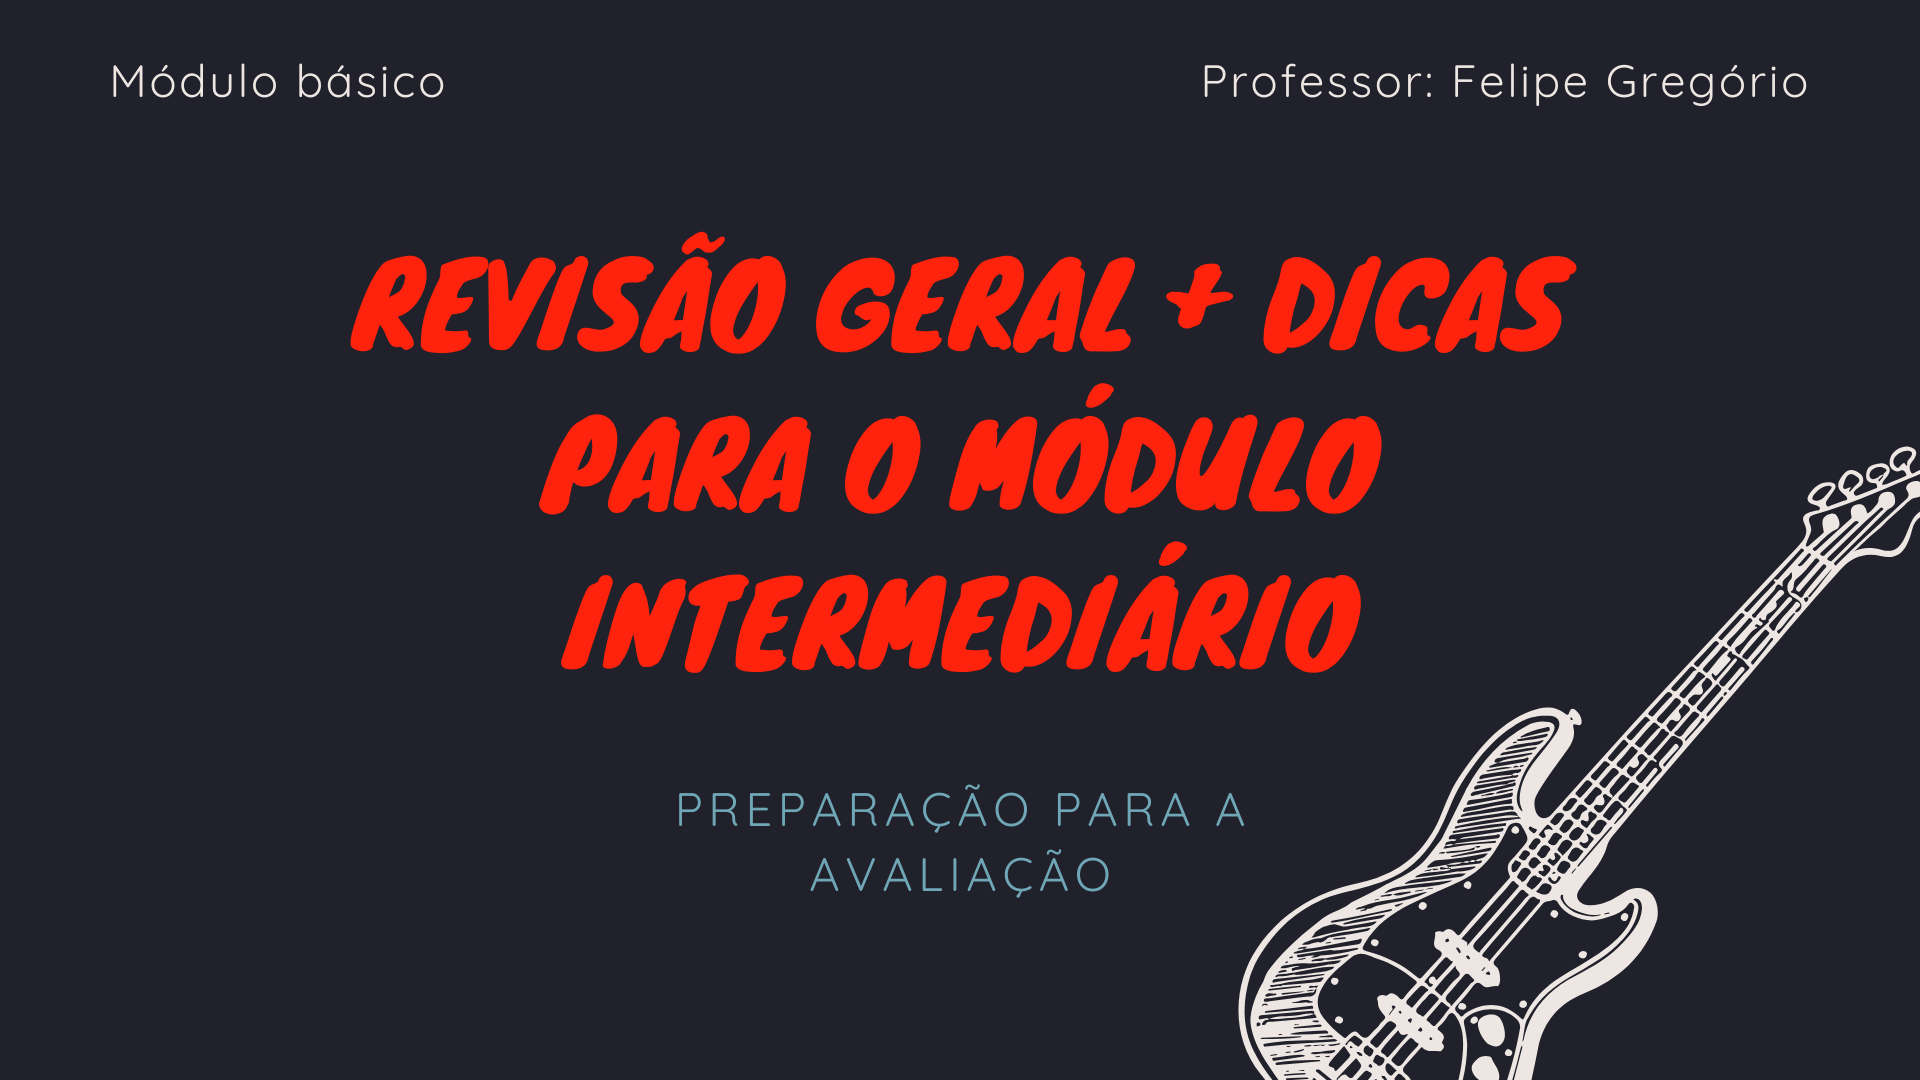 Módulo básico
Professor: Felipe Gregório
REVISÃO GERAL + DICAS
PARA O MÓDULO
INTERMEDIÁRIO
PREPARAÇÃO PARA A
AVALIAÇÃO